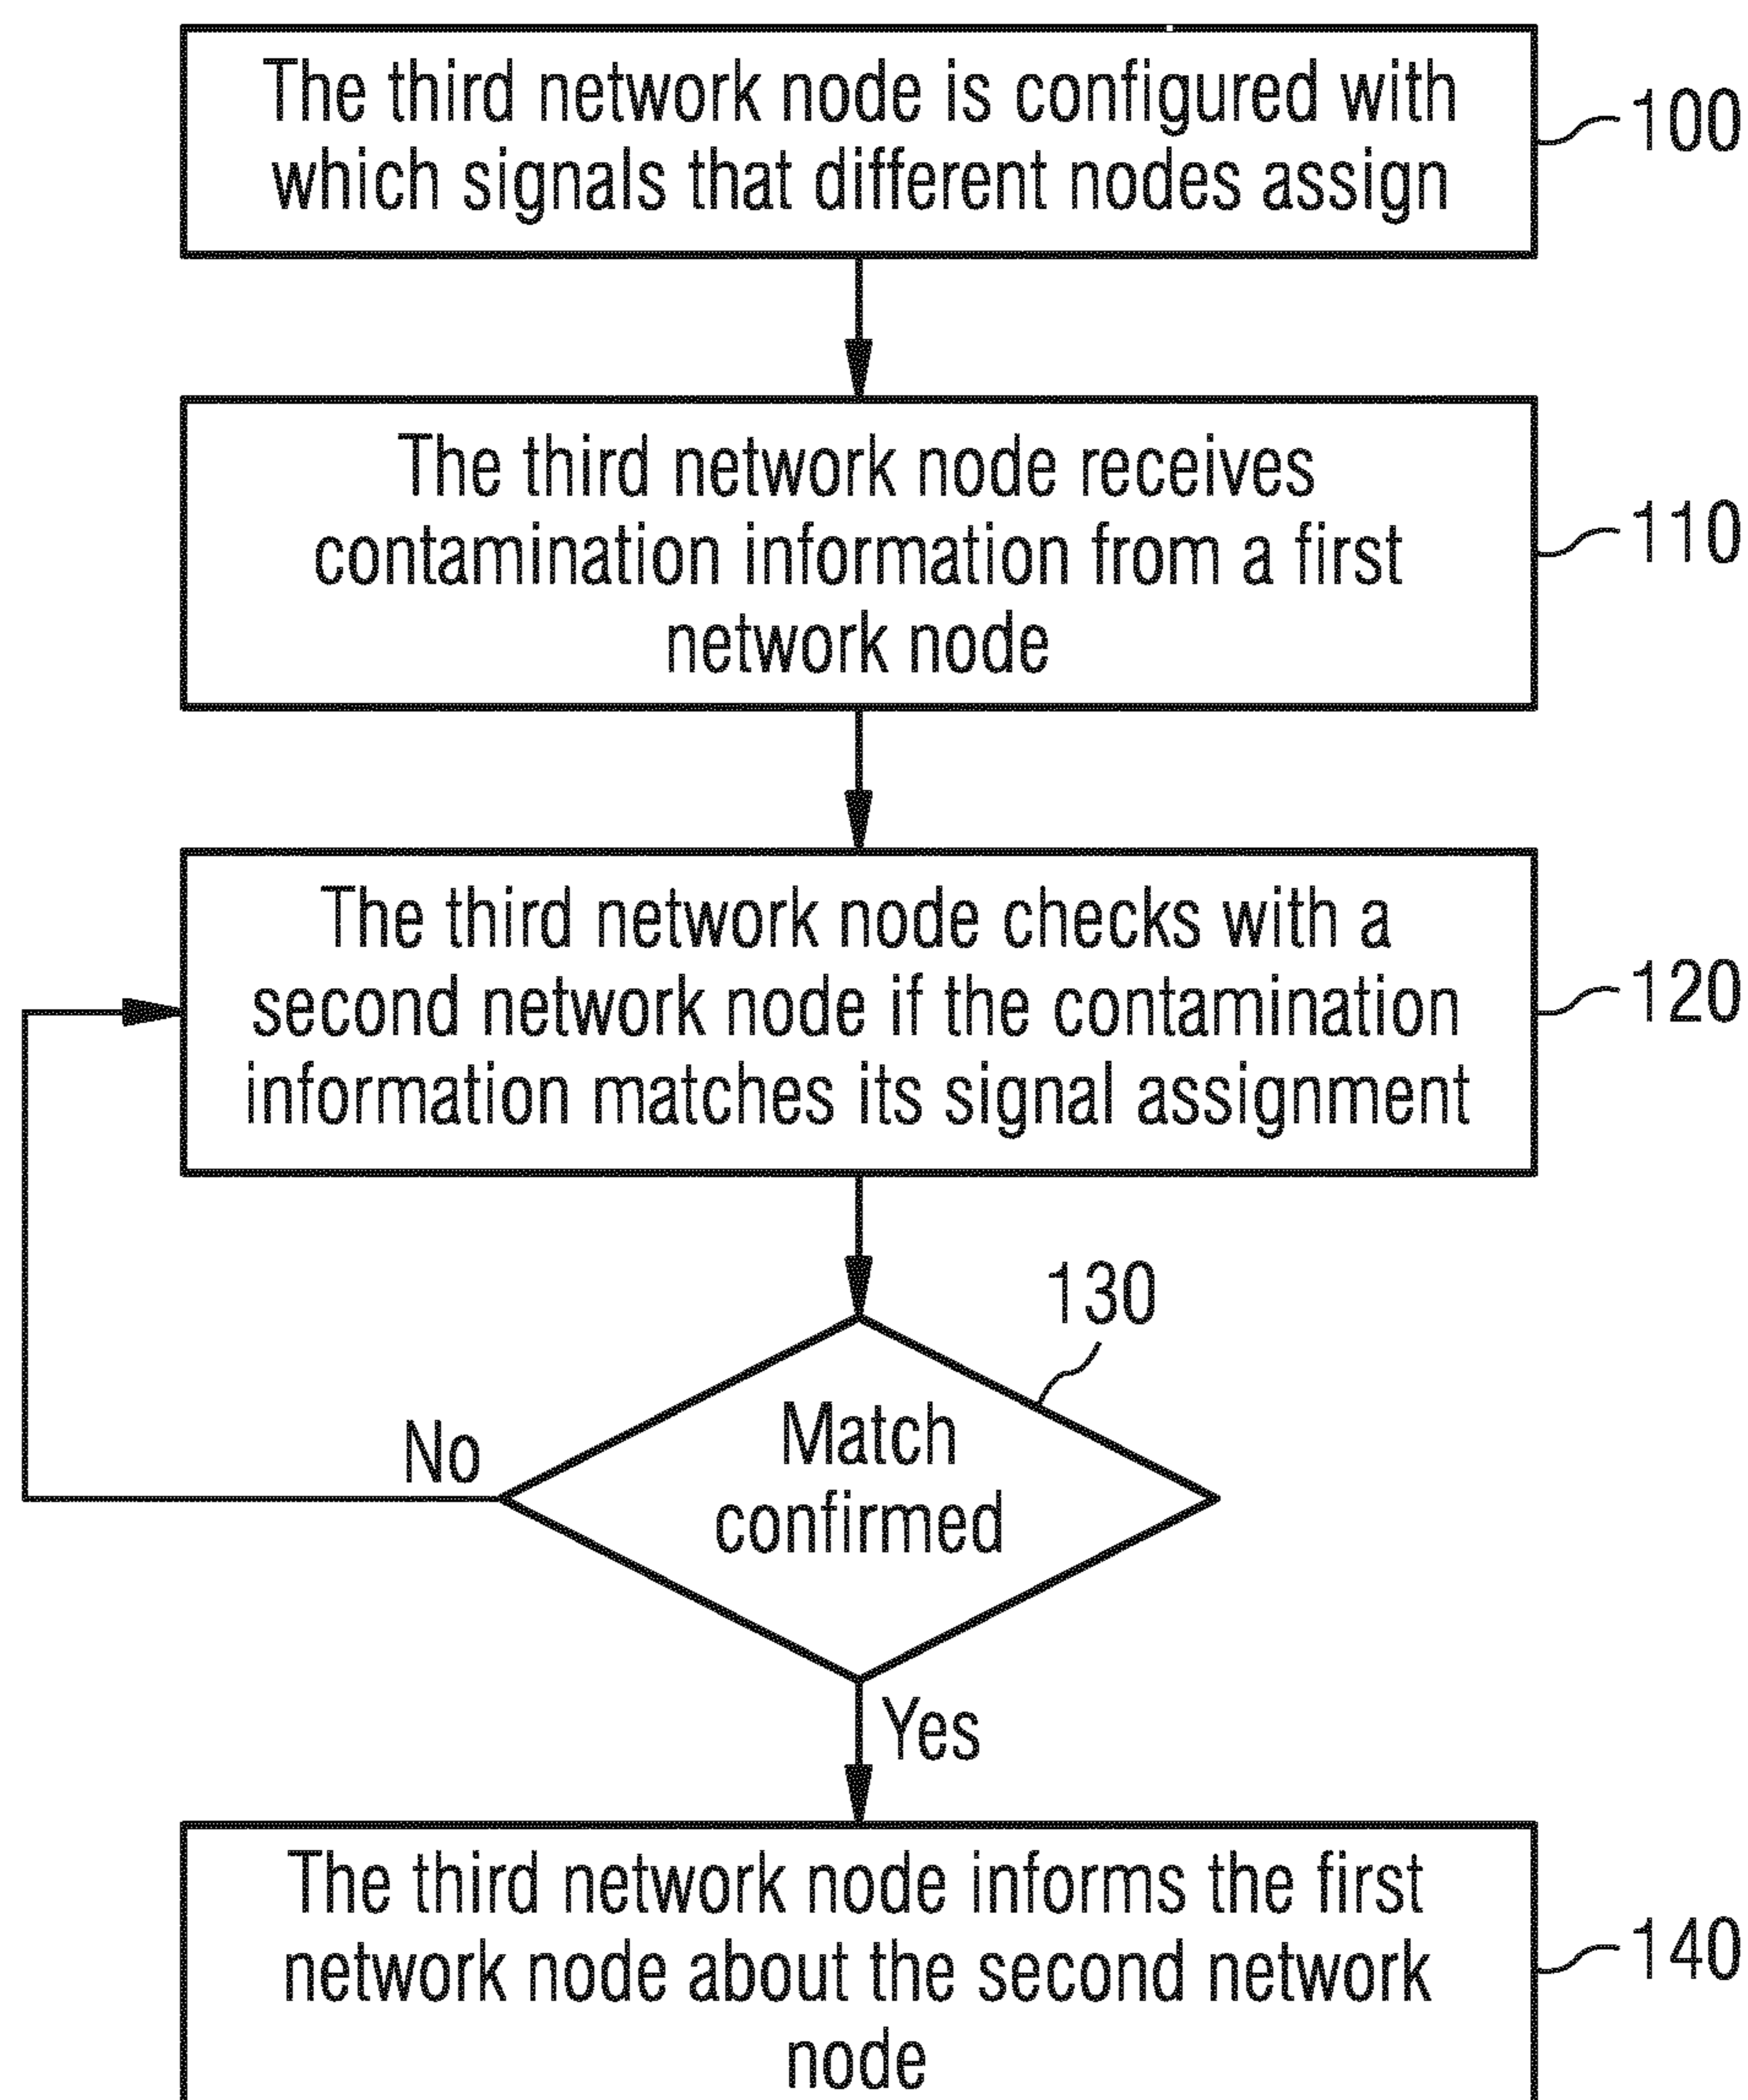 The third network node is configured with
which signals that different nodes assign
100
The third network node receives
contamination information from a first
network node
110
The third network node checks with a
second network node if the contamination
information matches its signal assignment
120
130
Match
confirmed
No
Yes
The third network node informs the first
network node about the second network
node
140